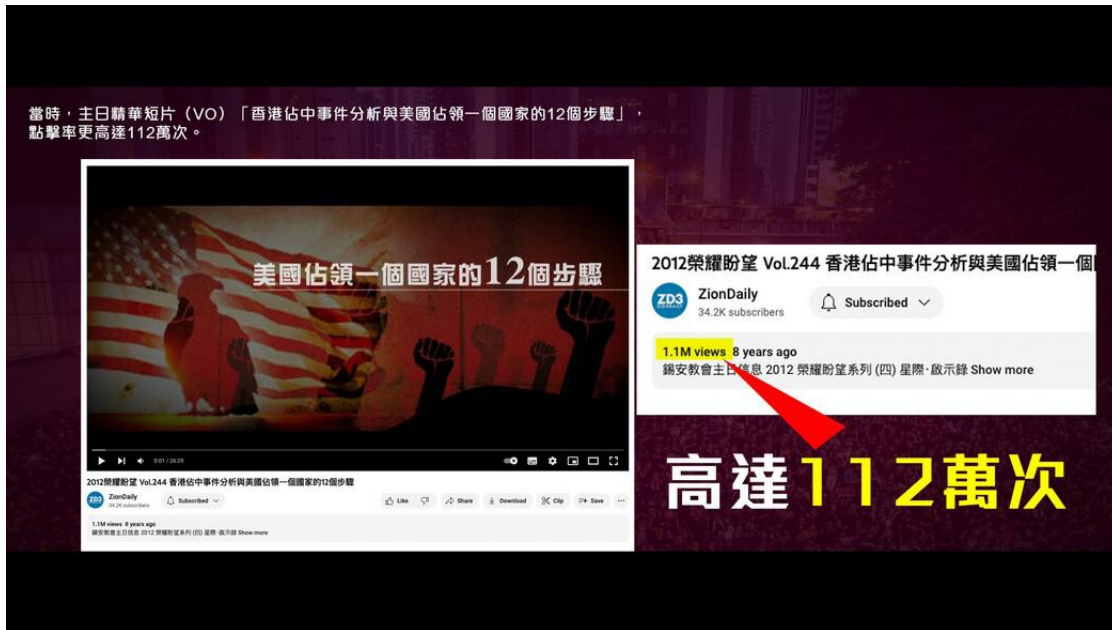 當時，主日精華短片（VO）「香港佔中事件分析與美國佔領一個國家的12個步驟」，
點擊率更高達112萬次。
美國佔領一個國家的12個步驟
0:01 / 26:29
2012榮耀盼望 Vol.244 香港佔中事件分析與美國佔領一個國家的12個步驟
ZD3
ZionDaily
34.2K subscribers
Subscribed
Like
Share
Download
Clip
Save
1.1M views 8 years ago
錫安教會主日信息 2012 榮耀盼望系列 (四) 星際‧啟示錄 Show more
2012榮耀盼望 Vol.244 香港佔中事件分析與美國佔領一個
ZD3
ZionDaily
34.2K subscribers
Subscribed
1.1M views 8 years ago
錫安教會主日信息 2012 榮耀盼望系列 (四) 星際‧啟示錄 Show more
高達112萬次